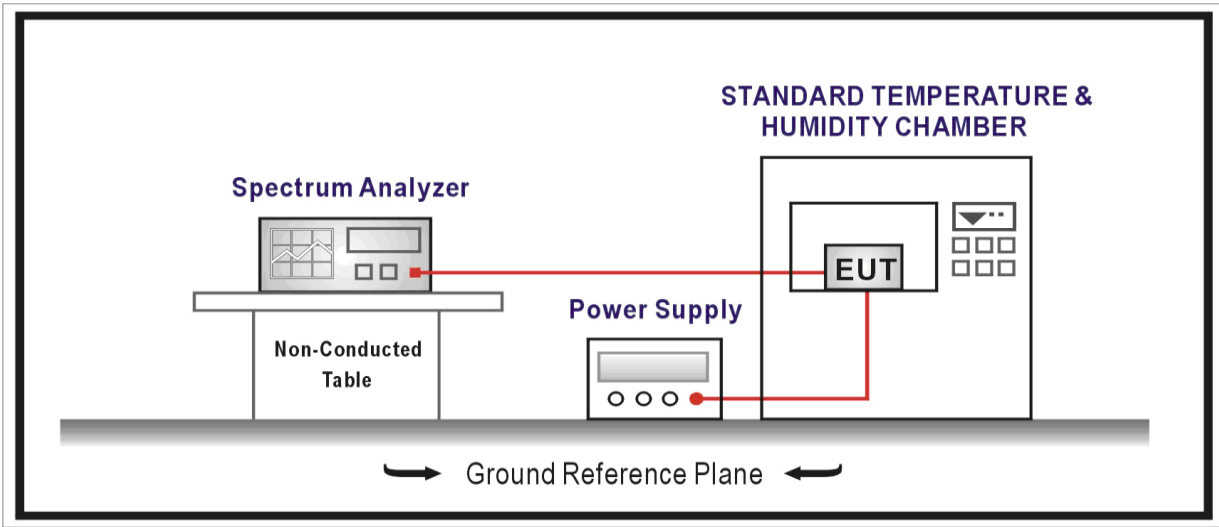 STANDARD TEMPERATURE &
HUMIDITY CHAMBER
Spectrum Analyzer
EUT
Power Supply
Non-Conducted
Table
Ground Reference Plane